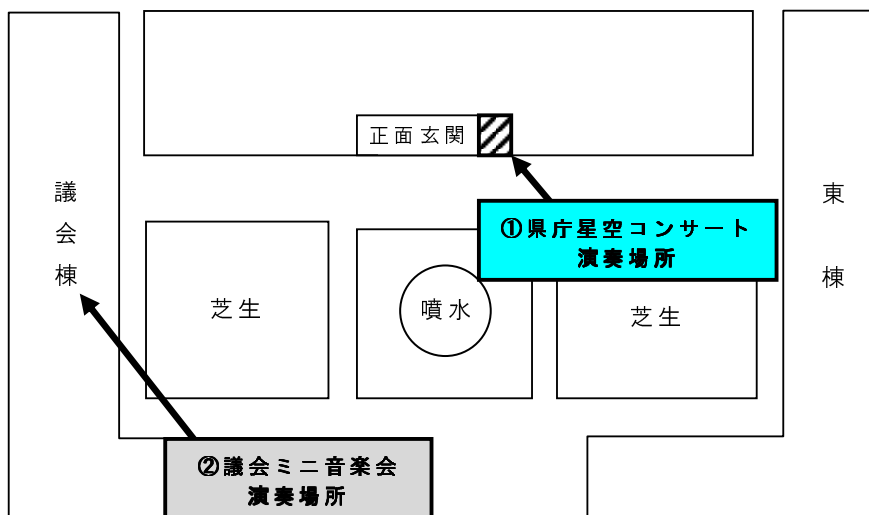 正面玄関
議会棟
東棟
①県庁星空コンサート
演奏場所
芝生
噴水
芝生
②議会ミニ音楽会
演奏場所